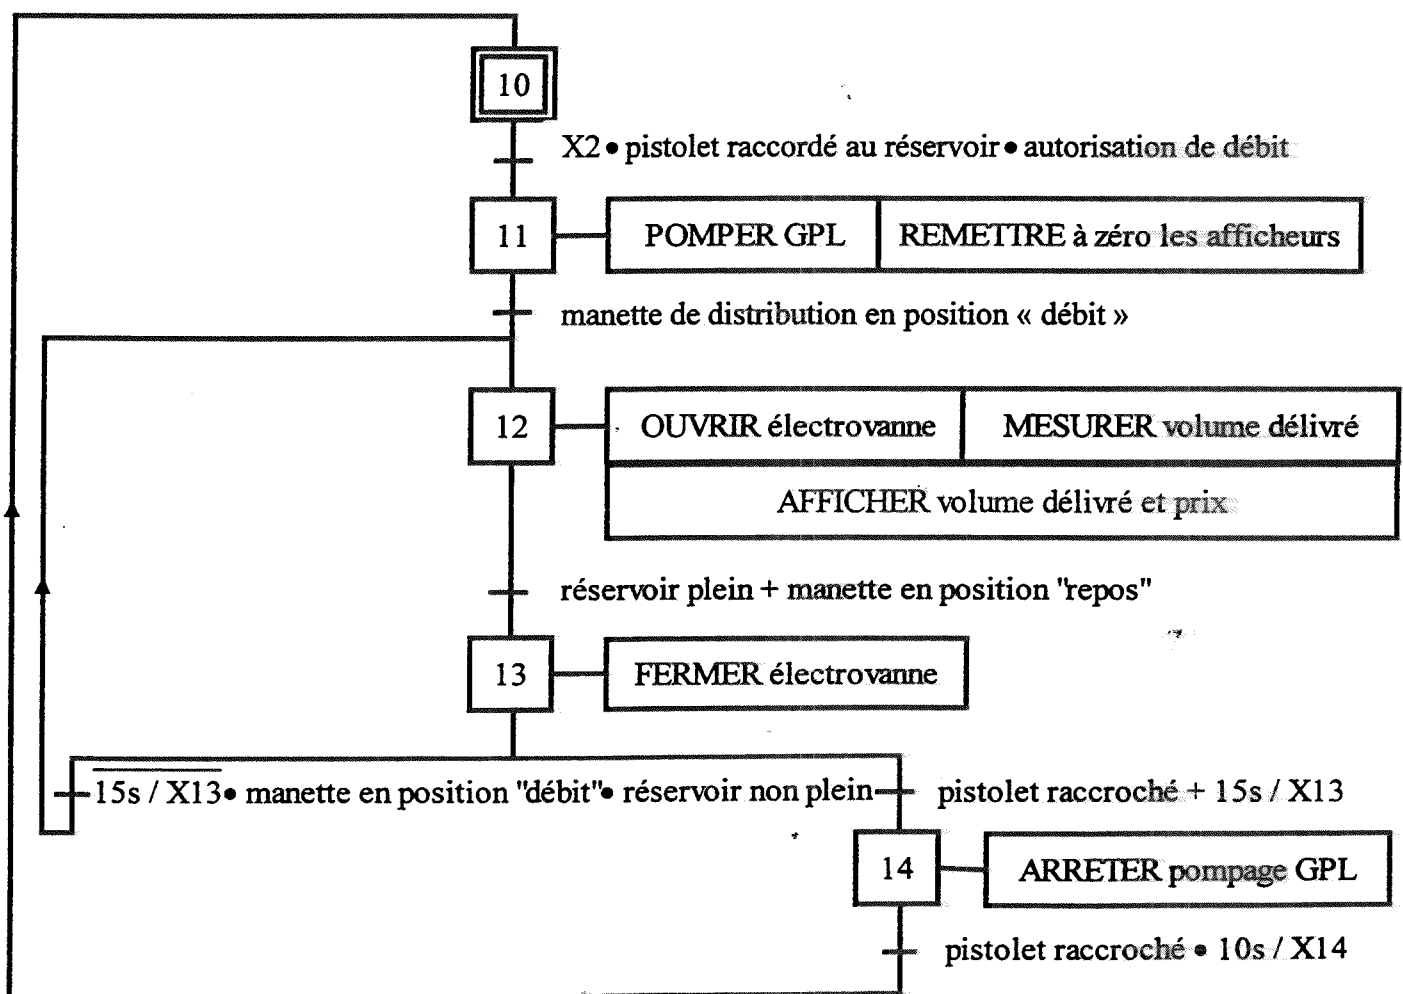 10
X2 • pistolet raccordé au réservoir • autorisation de débit
11 POMPER GPL REMETTRE à zéro les afficheurs
manette de distribution en position « débit »
12 OUVRIR électrovanne MESURER volume délivré
AFFICHER volume délivré et prix
réservoir plein + manette en position "repos"
13 FERMER électrovanne
15s / X13 • manette en position "débit" • réservoir non plein pistolet raccroché + 15s / X13
14 ARRETER pompage GPL
pistolet raccroché • 10s / X14